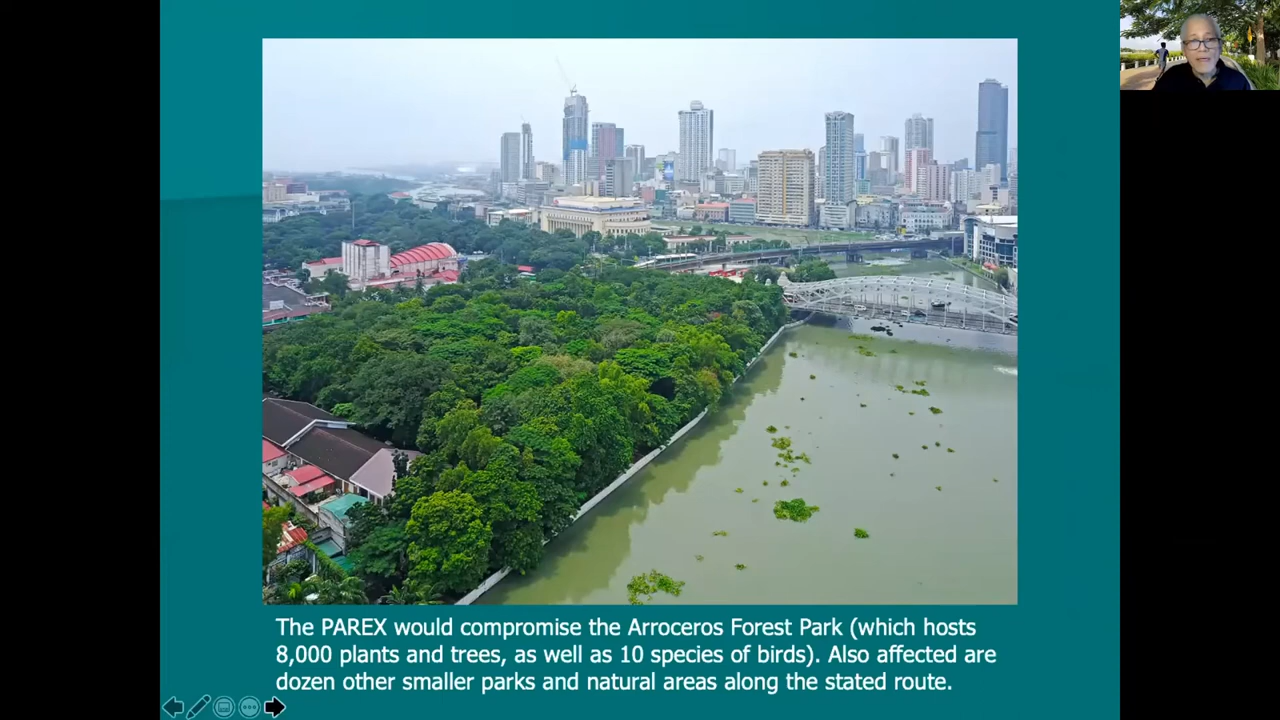 The PAREX would compromise the Arroceros Forest Park (which hosts
8,000 plants and trees, as well as 10 species of birds). Also affected are
dozen other smaller parks and natural areas along the stated route.